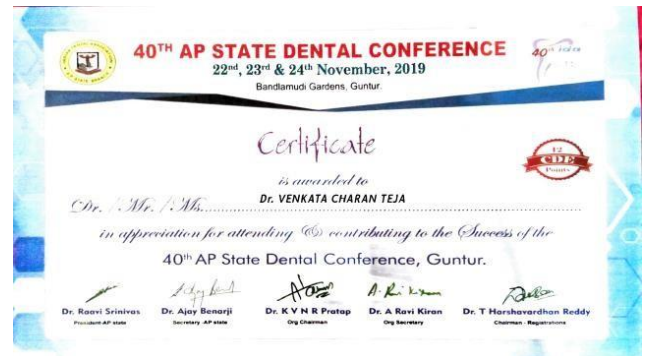 40TH AP STATE DENTAL CONFERENCE
22nd, 23rd & 24th November, 2019
Bandlamudi Gardens, Guntur.
Certificate
12
CDE
Points
is awarded to
Dr. / Mr. / Ms. Dr. VENKATA CHARAN TEJA
in appreciation for attending & contributing to the Success of the
40th AP State Dental Conference, Guntur.
Dr. Raavi Srinivas Dr. Ajay Benarji Dr. K V N R Pratap Dr. A Ravi Kiran Dr. T Harshavardhan Reddy
President-AP state Secretary -AP state Org Chairman Org Secretary Chairman - Registrations